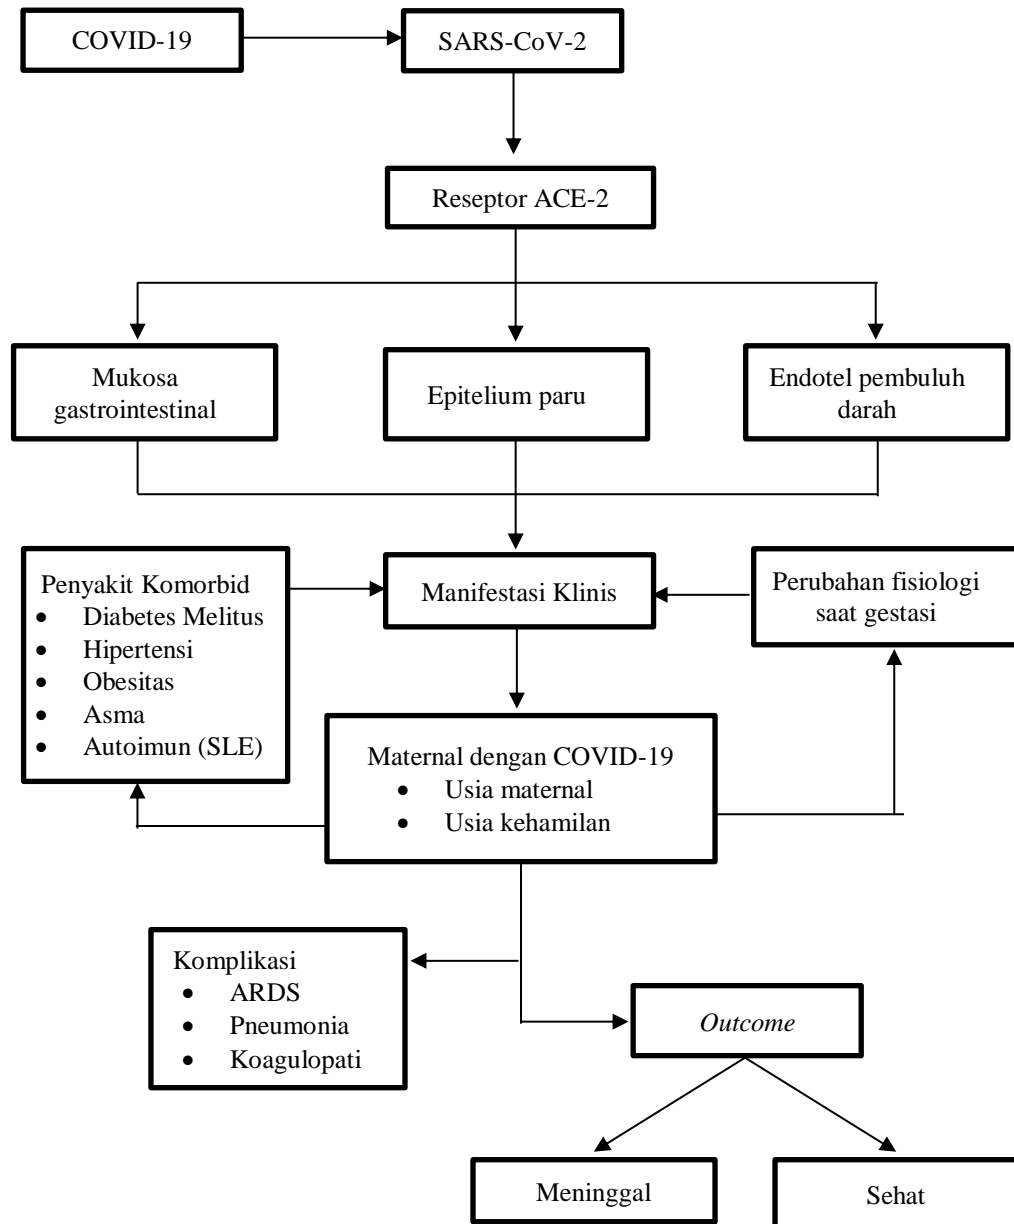 COVID-19
SARS-CoV-2
Reseptor ACE-2
Mukosa
gastrointestinal
Epitelium paru
Endotel pembuluh
darah
Penyakit Komorbid
• Diabetes Melitus
• Hipertensi
• Obesitas
• Asma
• Autoimun (SLE)
Manifestasi Klinis
Perubahan fisiologi
saat gestasi
Maternal dengan COVID-19
• Usia maternal
• Usia kehamilan
Komplikasi
• ARDS
• Pneumonia
• Koagulopati
Outcome
Meninggal
Sehat